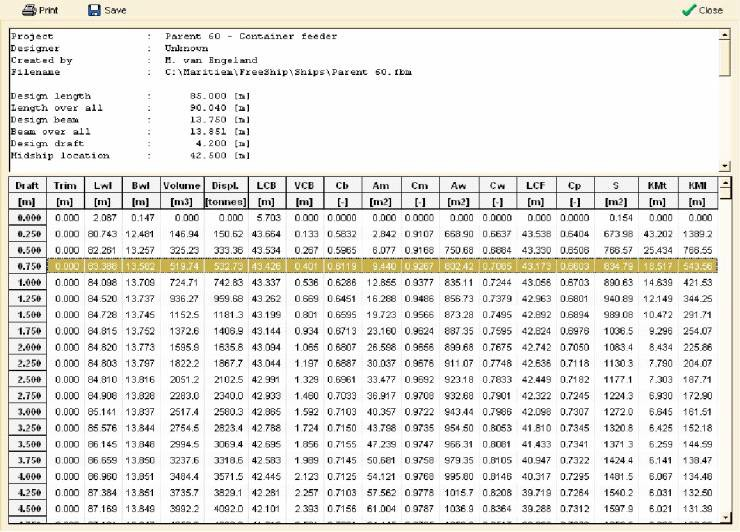 Print Save Close
Project : Parent 60 - Container feeder
Designer : Unknown
Created by : M. van Engeland
Filename : C:\Maritiem\FreeShip\Ships\Parent 60.fbm
Design length : 85.000 [m]
Length over all : 90.040 [m]
Design beam : 13.750 [m]
Beam over all : 13.851 [m]
Design draft : 4.200 [m]
Midship location : 42.500 [m]
Draft Trim Lwl Bwl Volume Displ. LCB VCB Cb Am Cm Aw Cw LCF Cp S KMt KMl
[m] [m] [m] [m] [m3] [tonnes] [m] [m] [-] [m2] [-] [m2] [-] [m] [-] [m2] [m] [m]
0.000 0.000 2.087 0.147 0.000 0.000 5.703 0.000 0.0000 0.000 0.0000 0.000 0.0000 0.000 0.0000 0.154 0.000 0.000
0.250 0.000 80.743 12.481 146.94 150.62 43.664 0.133 0.5832 2.842 0.9107 668.90 0.6637 43.538 0.6404 673.98 43.202 1389.2
0.500 0.000 82.261 13.257 325.23 333.36 43.534 0.267 0.5965 6.077 0.9168 750.68 0.6884 43.330 0.6506 766.57 25.434 766.55
0.750 0.000 83.388 13.562 519.74 532.73 43.426 0.401 0.6119 9.440 0.9267 802.42 0.7085 43.173 0.6603 834.79 18.517 543.56
1.000 0.000 84.098 13.709 724.71 742.83 43.337 0.536 0.6286 12.855 0.9377 835.11 0.7244 43.056 0.6703 890.63 14.639 421.53
1.250 0.000 84.520 13.737 936.27 959.68 43.262 0.669 0.6451 16.288 0.9486 856.73 0.7379 42.963 0.6801 940.89 12.149 344.25
1.500 0.000 84.728 13.745 1152.5 1181.3 43.199 0.801 0.6595 19.723 0.9566 873.28 0.7495 42.892 0.6894 989.08 10.472 291.71
1.750 0.000 84.815 13.752 1372.6 1406.9 43.144 0.934 0.6713 23.160 0.9624 887.35 0.7595 42.824 0.6976 1036.5 9.296 254.07
2.000 0.000 84.820 13.773 1595.9 1635.8 43.094 1.065 0.6807 26.598 0.9656 899.68 0.7675 42.742 0.7050 1083.4 8.434 225.86
2.250 0.000 84.803 13.797 1822.2 1867.7 43.044 1.197 0.6887 30.037 0.9676 911.07 0.7748 42.636 0.7118 1130.3 7.790 204.07
2.500 0.000 84.810 13.816 2051.2 2102.5 42.991 1.329 0.6961 33.477 0.9692 923.18 0.7833 42.449 0.7182 1177.1 7.303 187.71
2.750 0.000 84.908 13.828 2283.0 2340.0 42.933 1.460 0.7033 36.917 0.9708 932.68 0.7901 42.322 0.7245 1224.3 6.930 172.90
3.000 0.000 85.141 13.837 2517.4 2580.3 42.865 1.592 0.7103 40.357 0.9722 943.44 0.7986 42.098 0.7307 1272.0 6.645 161.51
3.250 0.000 85.576 13.844 2754.5 2823.4 42.788 1.724 0.7150 43.798 0.9735 954.50 0.8053 41.810 0.7345 1320.8 6.425 152.18
3.500 0.000 86.145 13.848 2994.5 3069.4 42.695 1.856 0.7155 47.239 0.9747 966.31 0.8081 41.433 0.7341 1371.3 6.259 144.59
3.750 0.000 86.659 13.850 3237.6 3318.6 42.583 1.989 0.7145 50.681 0.9758 979.35 0.8105 40.947 0.7322 1424.4 6.141 138.47
4.000 0.000 86.960 13.851 3484.4 3571.5 42.445 2.123 0.7125 54.121 0.9768 995.80 0.8146 40.317 0.7295 1481.5 6.067 134.48
4.250 0.000 87.384 13.851 3735.7 3829.1 42.281 2.257 0.7103 57.562 0.9778 1015.7 0.8208 39.719 0.7264 1540.2 6.031 132.50
4.500 0.000 87.169 13.849 3992.2 4092.0 42.101 2.393 0.7156 61.004 0.9787 1036.9 0.8364 39.288 0.7312 1597.9 6.021 131.39